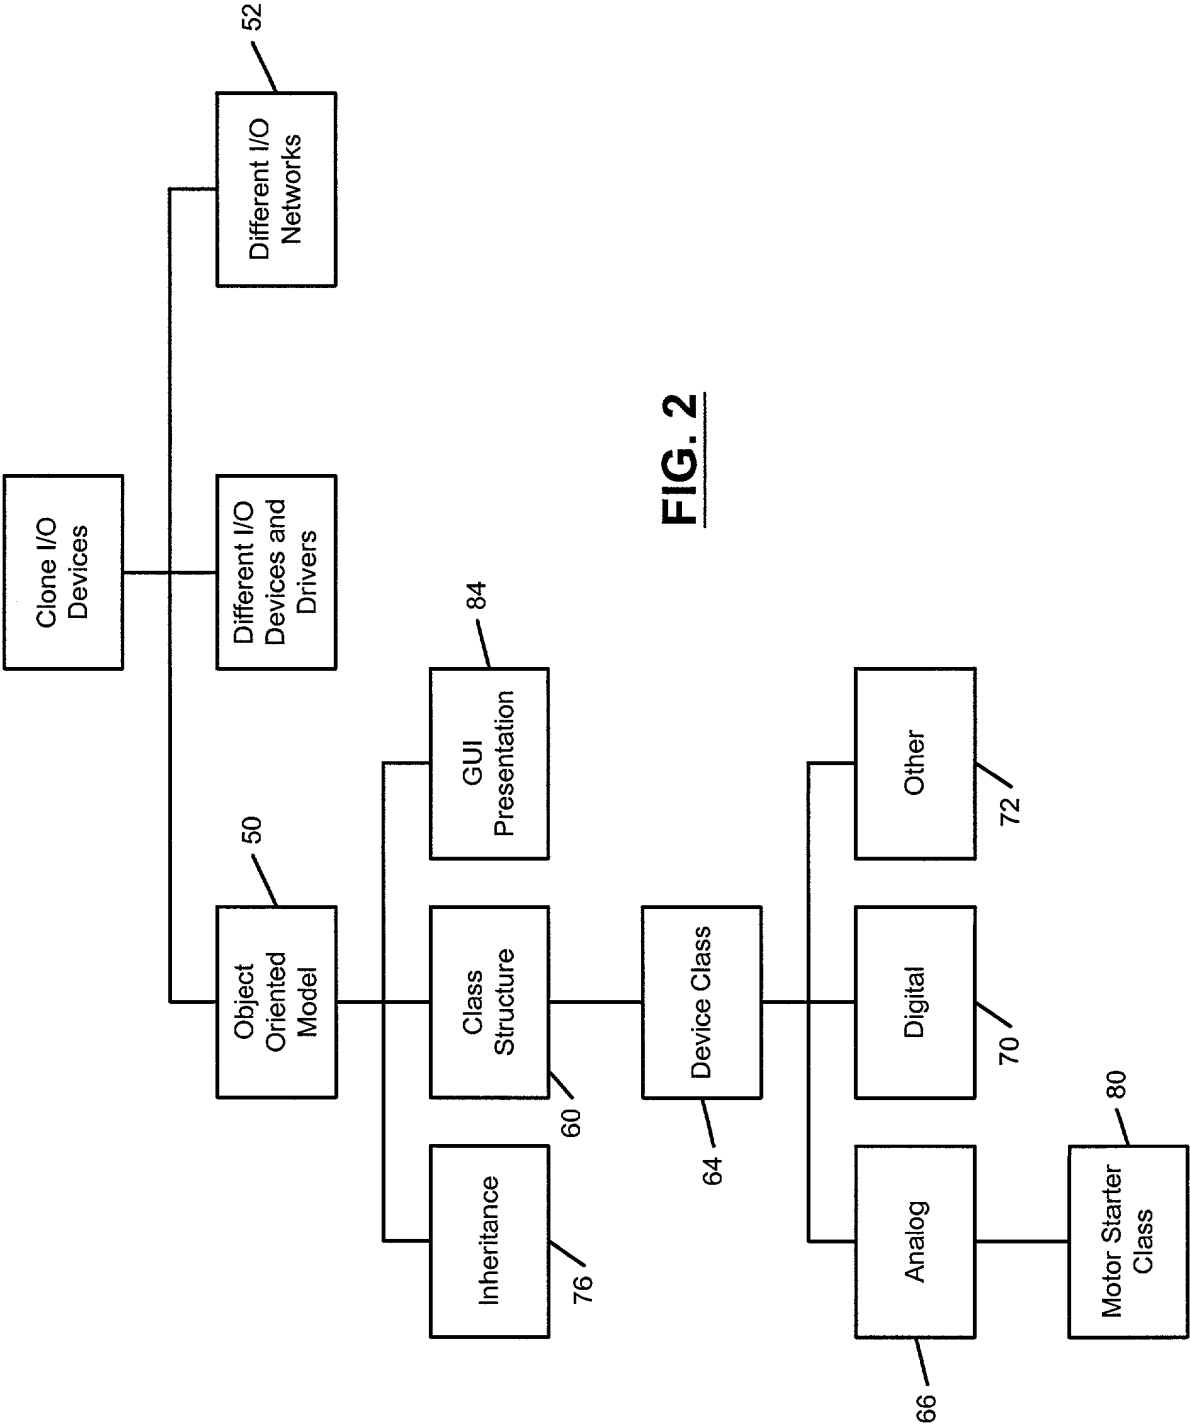 Clone I/O
Devices
52
Different I/O
Networks
Different I/O
Devices and
Drivers
50
Object
Oriented
Model
84
GUI
Presentation
Class
Structure
60
Inheritance
76
FIG. 2
Device Class
64
Other
72
Digital
70
Analog
66
Motor Starter
Class
80